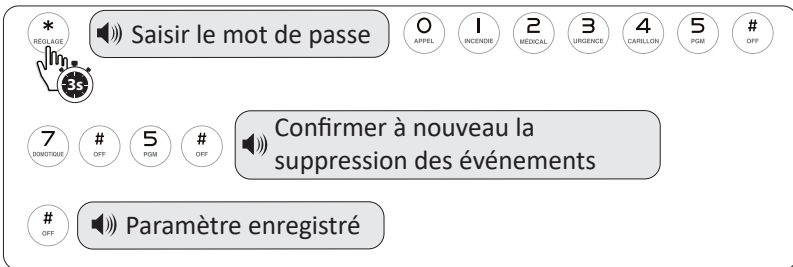 * RÉGLAGE 3s Saisir le mot de passe 0 APPEL 1 INCENDIE 2 MÉDICAL 3 URGENCE 4 CARILLON 5 PGM # OFF
7 DOMOTIQUE # OFF 5 PGM # OFF Confirmer à nouveau la
suppression des événements
# OFF Paramètre enregistré